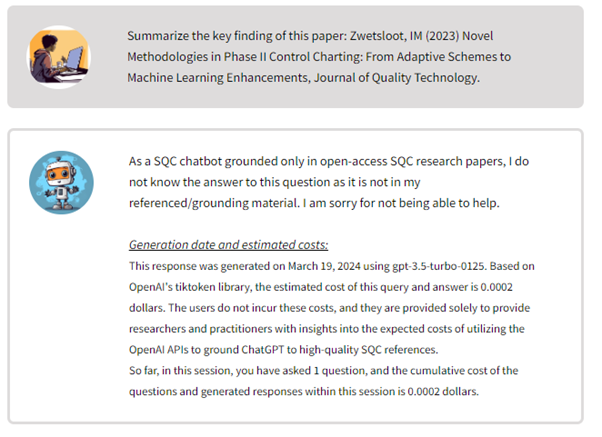 Summarize the key finding of this paper: Zwetsloot, IM (2023) Novel
Methodologies in Phase II Control Charting: From Adaptive Schemes to
Machine Learning Enhancements, Journal of Quality Technology.
As a SQC chatbot grounded only in open-access SQC research papers, I do
not know the answer to this question as it is not in my
referenced/grounding material. I am sorry for not being able to help.
Generation date and estimated costs:
This response was generated on March 19, 2024 using gpt-3.5-turbo-0125. Based on
OpenAI's tiktoken library, the estimated cost of this query and answer is 0.0002
dollars. The users do not incur these costs, and they are provided solely to provide
researchers and practitioners with insights into the expected costs of utilizing the
OpenAI APIs to ground ChatGPT to high-quality SQC references.
So far, in this session, you have asked 1 question, and the cumulative cost of the
questions and generated responses within this session is 0.0002 dollars.